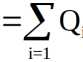 =∑ Q
i=1